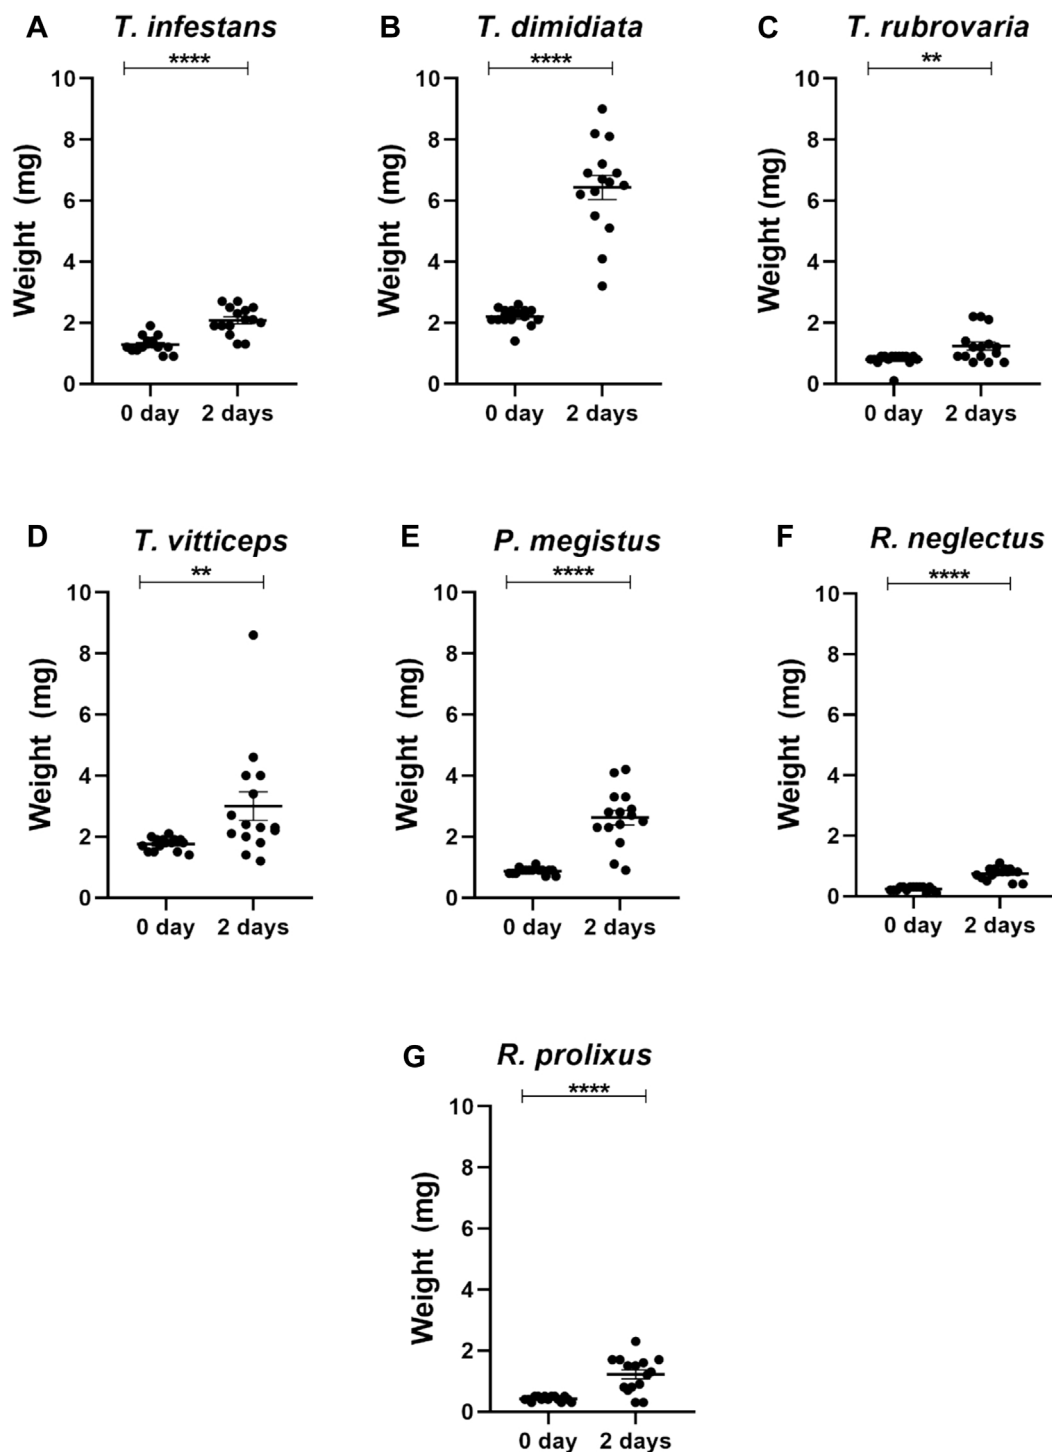 A T. infestans
****
10
8
6
4
2
0
Weight (mg)
0 day 2 days
B T. dimidiata
****
10
8
6
4
2
0
Weight (mg)
0 day 2 days
C T. rubrovaria
**
10
8
6
4
2
0
Weight (mg)
0 day 2 days
D T. vitticeps
**
10
8
6
4
2
0
Weight (mg)
0 day 2 days
E P. megistus
****
10
8
6
4
2
0
Weight (mg)
0 day 2 days
F R. neglectus
****
10
8
6
4
2
0
Weight (mg)
0 day 2 days
G R. prolixus
****
10
8
6
4
2
0
Weight (mg)
0 day 2 days